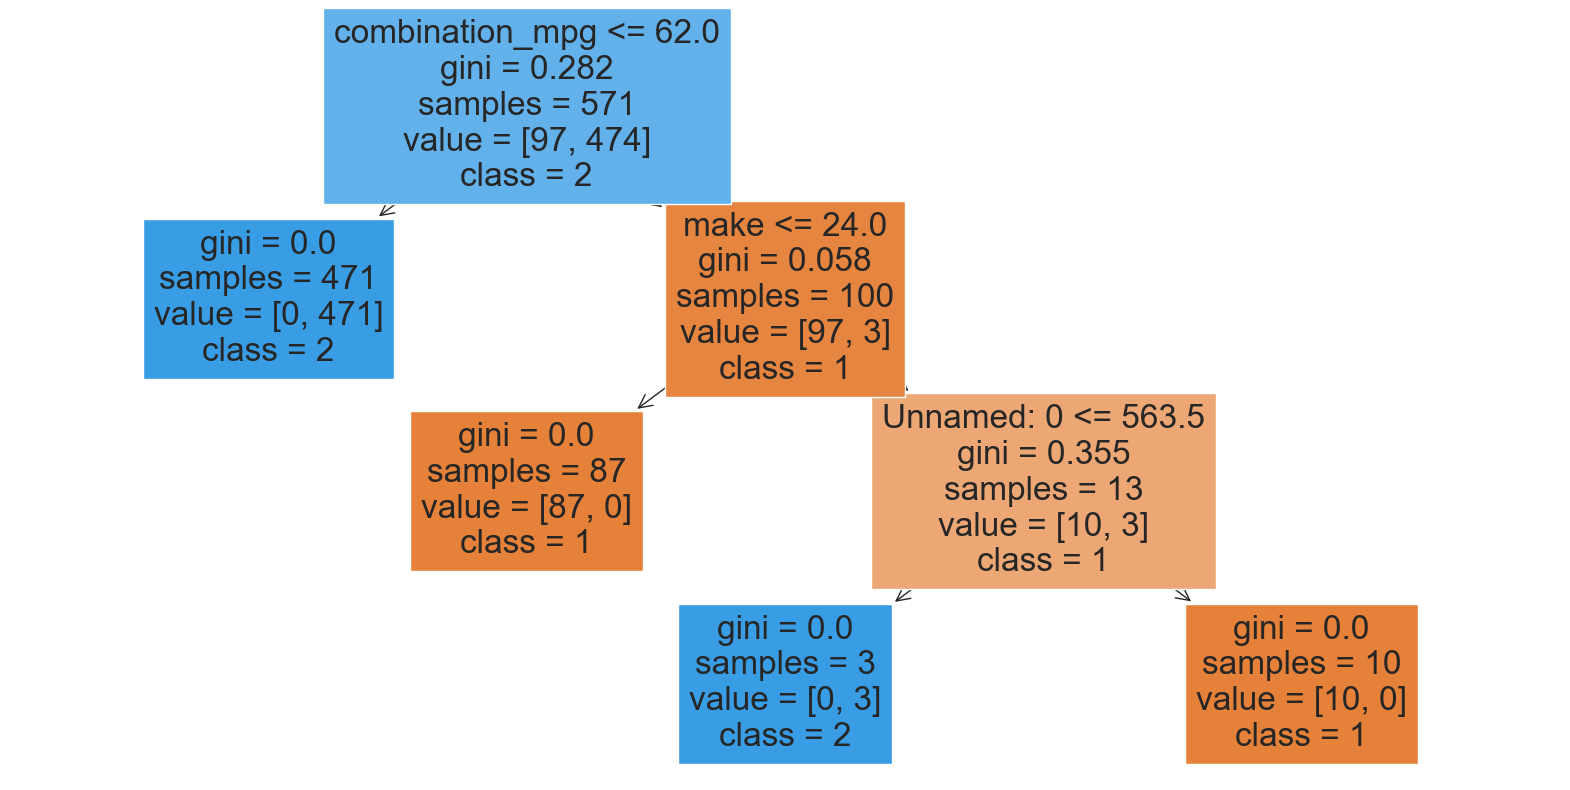 combination_mpg <= 62.0
gini = 0.282
samples = 571
value = [97, 474]
class = 2
gini = 0.0
samples = 471
value = [0, 471]
class = 2
make <= 24.0
gini = 0.058
samples = 100
value = [97, 3]
class = 1
gini = 0.0
samples = 87
value = [87, 0]
class = 1
Unnamed: 0 <= 563.5
gini = 0.355
samples = 13
value = [10, 3]
class = 1
gini = 0.0
samples = 3
value = [0, 3]
class = 2
gini = 0.0
samples = 10
value = [10, 0]
class = 1